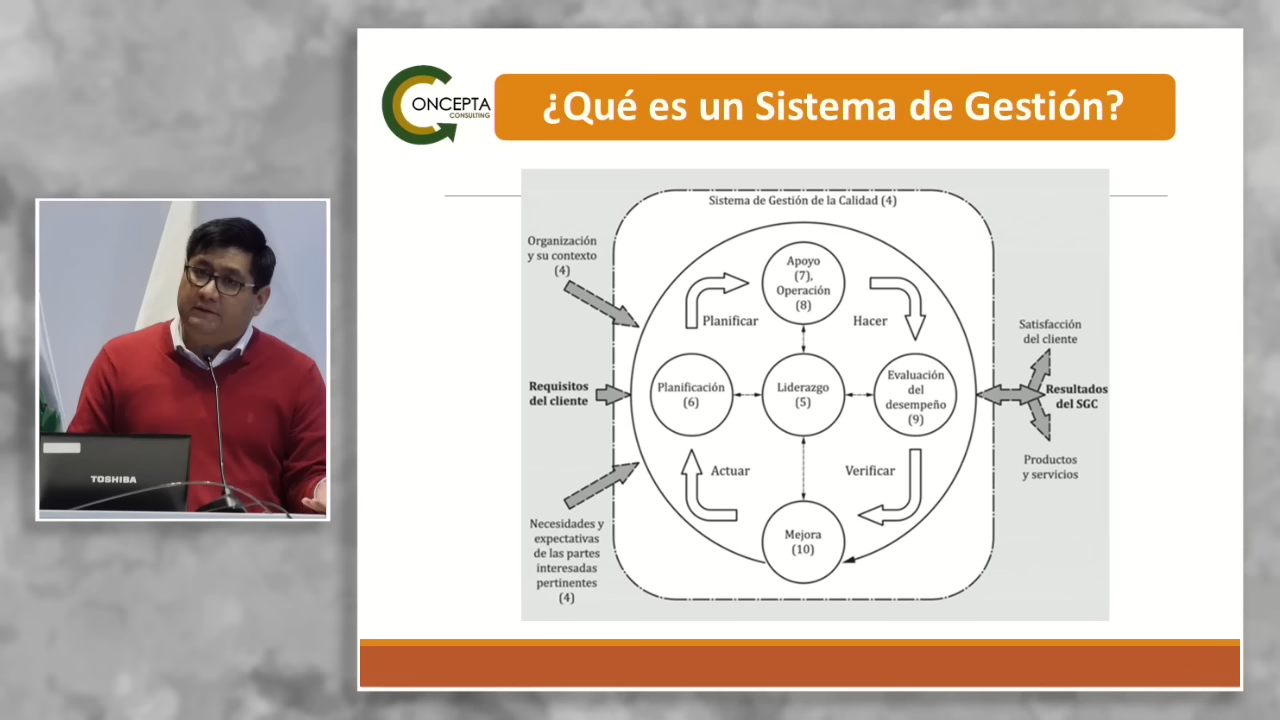 ONCEPTA
CONSULTING
¿Qué es un Sistema de Gestión?
Sistema de Gestión de la Calidad (4)
Organización
y su contexto
(4)
Apoyo
(7),
Operación
(8)
Planificar
Hacer
Satisfacción
del cliente
Requisitos
del cliente
Planificación
(6)
Liderazgo
(5)
Evaluación
del
desempeño
(9)
Resultados
del SGC
Actuar
Verificar
Productos
y servicios
Necesidades y
expectativas
de las partes
interesadas
pertinentes
(4)
Mejora
(10)
TOSHIBA